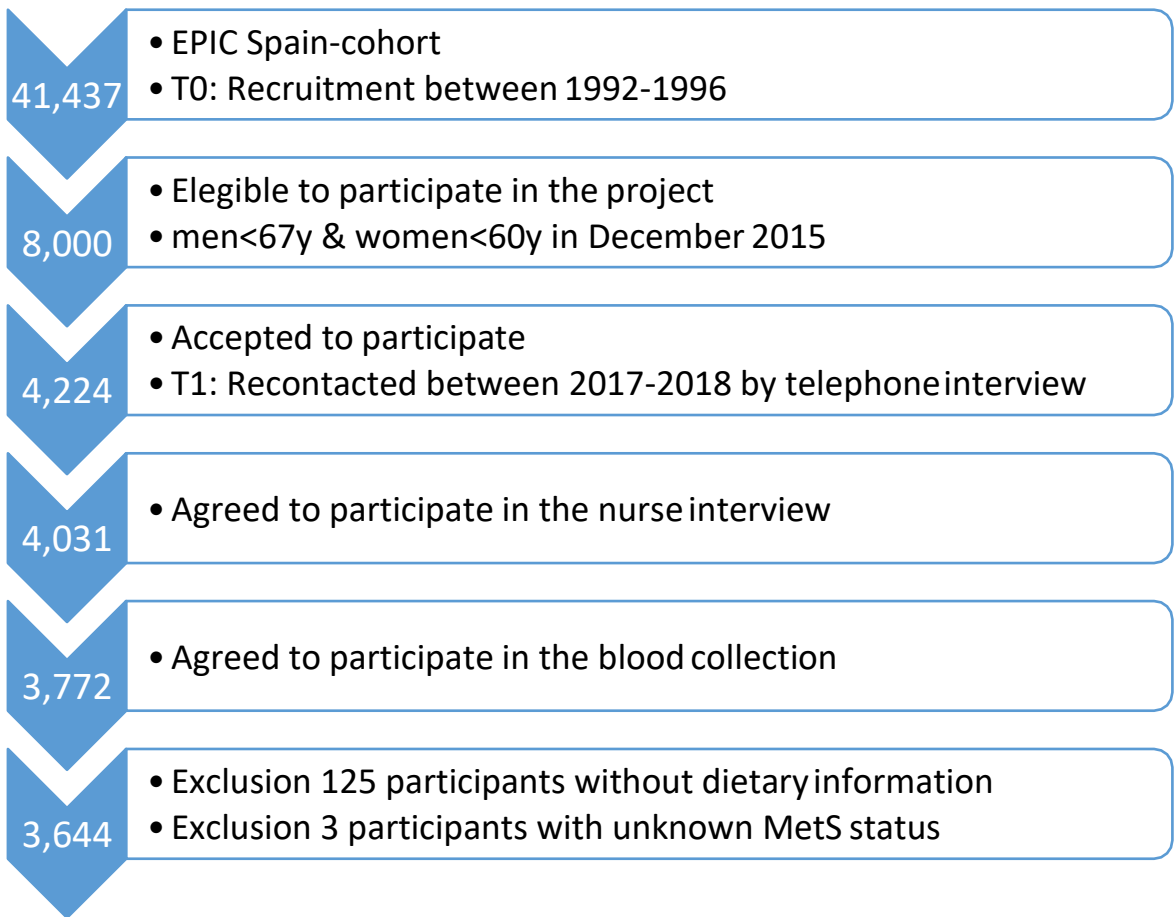 41,437
• EPIC Spain-cohort
• T0: Recruitment between 1992-1996
8,000
• Elegible to participate in the project
• men<67y & women<60y in December 2015
4,224
• Accepted to participate
• T1: Recontacted between 2017-2018 by telephone interview
4,031
• Agreed to participate in the nurse interview
3,772
• Agreed to participate in the blood collection
3,644
• Exclusion 125 participants without dietary information
• Exclusion 3 participants with unknown MetS status